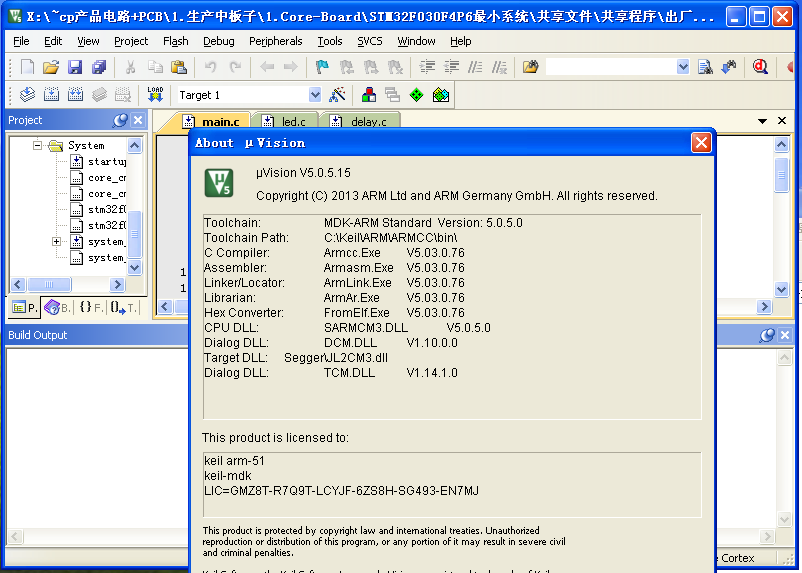 X:\~cp产品电路+PCB\1.生产中板子\1.Core-Board\STM32F030F4P6最小系统\共享文件\共享程序\出厂...
File Edit View Project Flash Debug Peripherals Tools SVCS Window Help
LOAD Target 1
Project
main.c led.c delay.c
System
startup
core_cm
core_cm
stm32f0
stm32f0
system_
system_
1
1
P. B. {} F. T.
Build Output
About μVision
μVision V5.0.5.15
Copyright (C) 2013 ARM Ltd and ARM Germany GmbH. All rights reserved.
Toolchain: MDK-ARM Standard Version: 5.0.5.0
Toolchain Path: C:\Keil\ARM\ARMCC\bin\
C Compiler: Armcc.Exe V5.03.0.76
Assembler: Armasm.Exe V5.03.0.76
Linker/Locator: ArmLink.Exe V5.03.0.76
Librarian: ArmAr.Exe V5.03.0.76
Hex Converter: FromElf.Exe V5.03.0.76
CPU DLL: SARMCM3.DLL V5.0.5.0
Dialog DLL: DCM.DLL V1.10.0.0
Target DLL: Segger\JL2CM3.dll
Dialog DLL: TCM.DLL V1.14.1.0
This product is licensed to:
keil arm-51
keil-mdk
LIC=GMZ8T-R7Q9T-LCYJF-6ZS8H-SG493-EN7MJ
This product is protected by copyright law and international treaties. Unauthorized
reproduction or distribution of this program, or any portion of it may result in severe civil
and criminal penalties.
Cortex